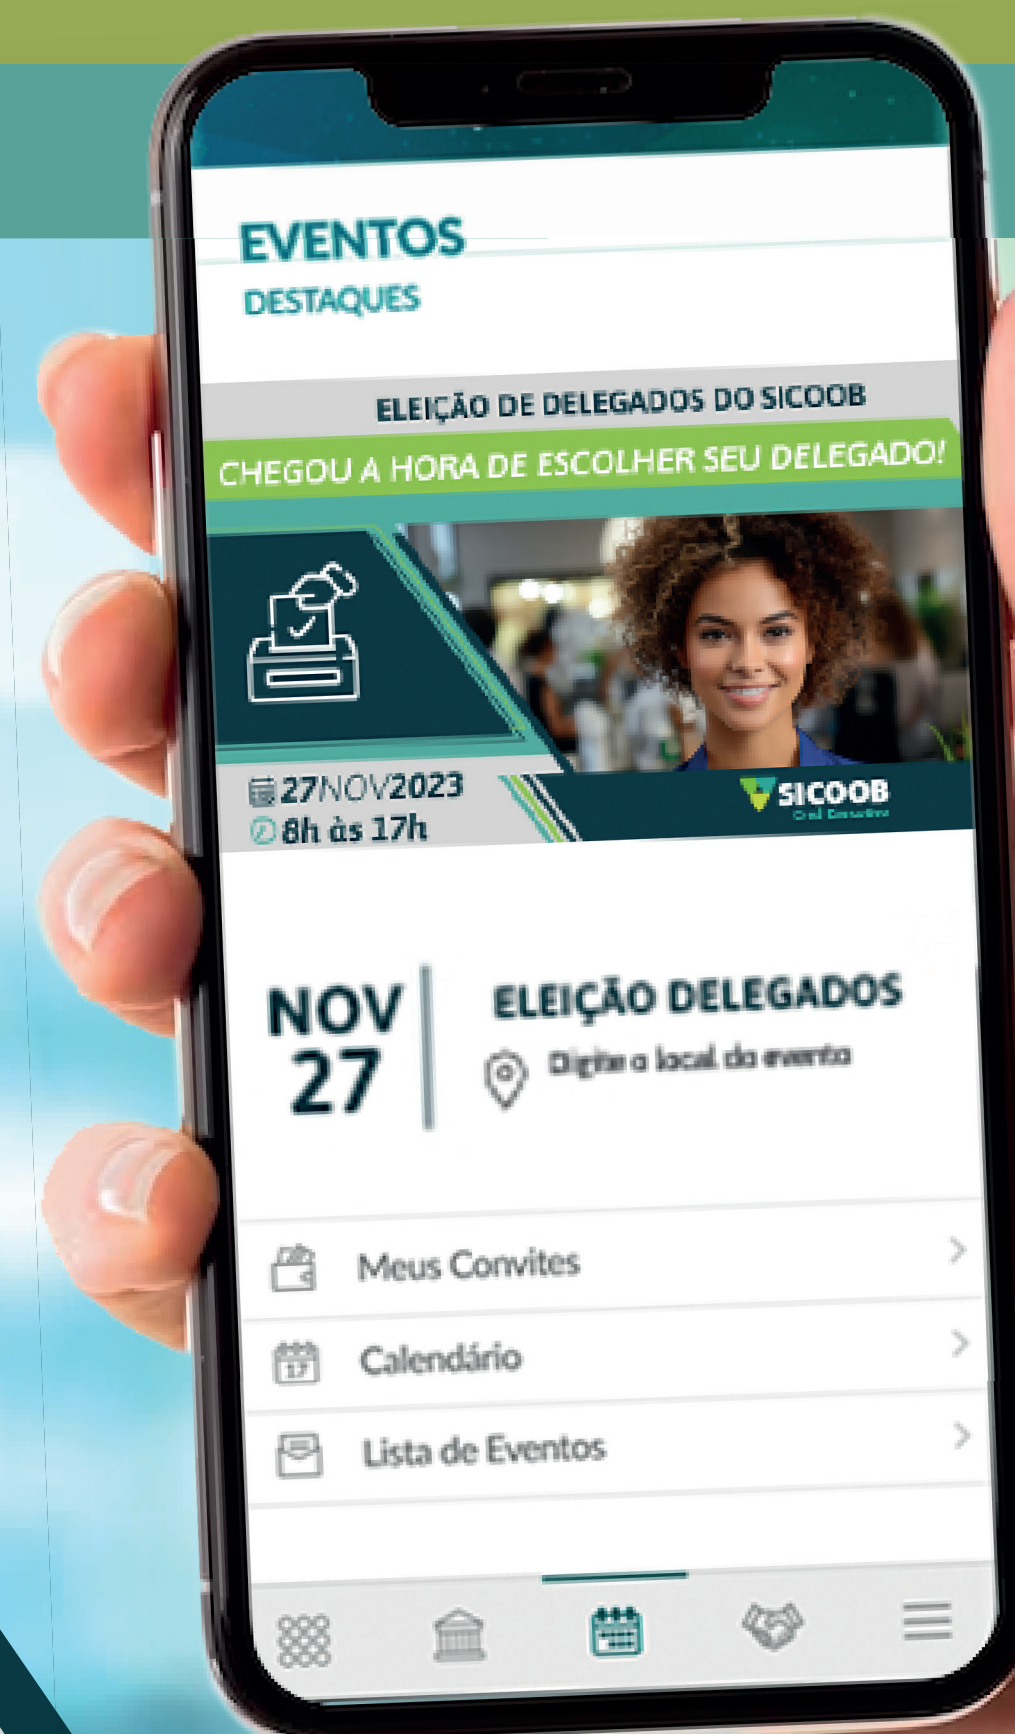 EVENTOS
DESTAQUES
ELEIÇÃO DE DELEGADOS DO SICOOB
CHEGOU A HORA DE ESCOLHER SEU DELEGADO!
27NOV2023
8h às 17h
SICOOB
NOV
27
ELEIÇÃO DELEGADOS
Digite o local do evento
Meus Convites
17
Calendário
Lista de Eventos